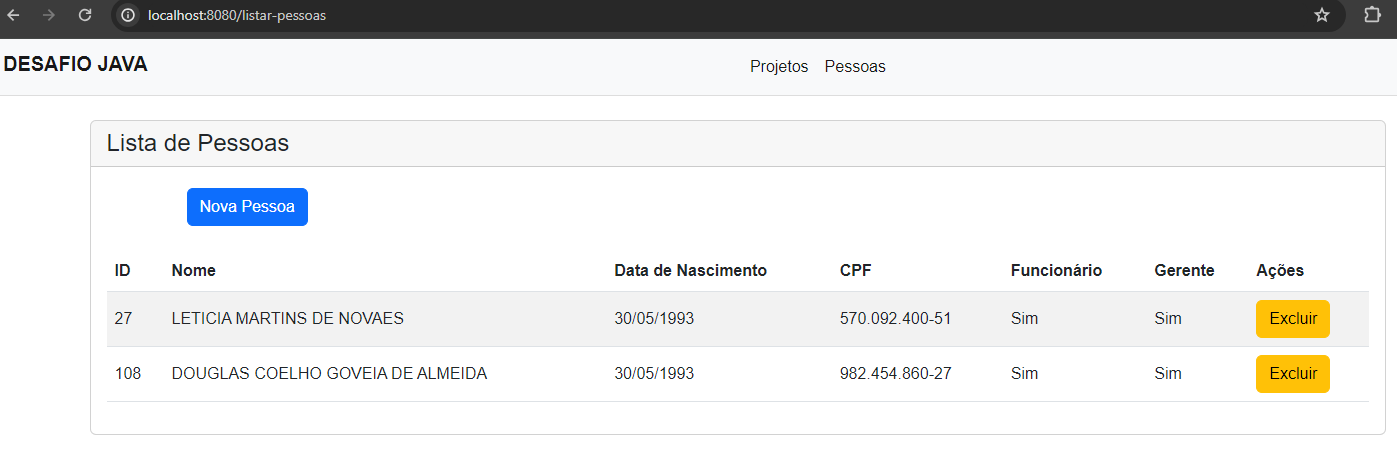 localhost:8080/listar-pessoas
DESAFIO JAVA Projetos Pessoas
Lista de Pessoas
Nova Pessoa
ID Nome Data de Nascimento CPF Funcionário Gerente Ações
27 LETICIA MARTINS DE NOVAES 30/05/1993 570.092.400-51 Sim Sim Excluir
108 DOUGLAS COELHO GOVEIA DE ALMEIDA 30/05/1993 982.454.860-27 Sim Sim Excluir